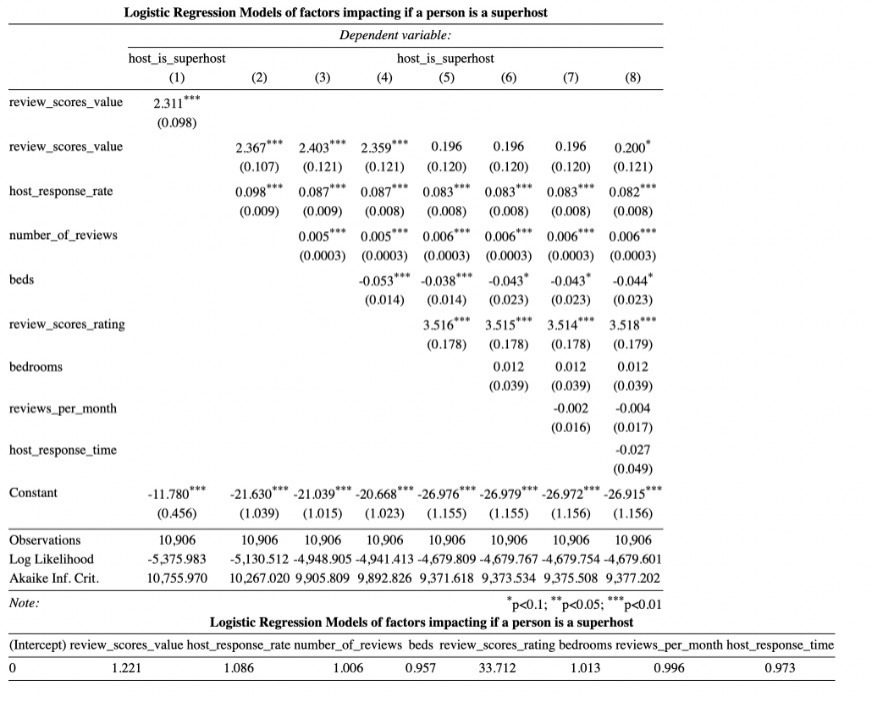 Logistic Regression Models of factors impacting if a person is a superhost
Dependent variable:
host_is_superhost host_is_superhost
(1) (2) (3) (4) (5) (6) (7) (8)
review_scores_value 2.311***
(0.098)
review_scores_value 2.367*** 2.403*** 2.359*** 0.196 0.196 0.196 0.200*
(0.107) (0.121) (0.121) (0.120) (0.120) (0.120) (0.121)
host_response_rate 0.098*** 0.087*** 0.087*** 0.083*** 0.083*** 0.083*** 0.082***
(0.009) (0.009) (0.008) (0.008) (0.008) (0.008) (0.008)
number_of_reviews 0.005*** 0.005*** 0.006*** 0.006*** 0.006*** 0.006***
(0.0003) (0.0003) (0.0003) (0.0003) (0.0003) (0.0003)
beds -0.053*** -0.038*** -0.043* -0.043* -0.044*
(0.014) (0.014) (0.023) (0.023) (0.023)
review_scores_rating 3.516*** 3.515*** 3.514*** 3.518***
(0.178) (0.178) (0.178) (0.179)
bedrooms 0.012 0.012 0.012
(0.039) (0.039) (0.039)
reviews_per_month -0.002 -0.004
(0.016) (0.017)
host_response_time -0.027
(0.049)
Constant -11.780*** -21.630*** -21.039*** -20.668*** -26.976*** -26.979*** -26.972*** -26.915***
(0.456) (1.039) (1.015) (1.023) (1.155) (1.155) (1.156) (1.156)
Observations 10,906 10,906 10,906 10,906 10,906 10,906 10,906 10,906
Log Likelihood -5,375.983 -5,130.512 -4,948.905 -4,941.413 -4,679.809 -4,679.767 -4,679.754 -4,679.601
Akaike Inf. Crit. 10,755.970 10,267.020 9,905.809 9,892.826 9,371.618 9,373.534 9,375.508 9,377.202
Note: *p<0.1; **p<0.05; ***p<0.01
Logistic Regression Models of factors impacting if a person is a superhost
(Intercept) review_scores_value host_response_rate number_of_reviews beds review_scores_rating bedrooms reviews_per_month host_response_time
0 1.221 1.086 1.006 0.957 33.712 1.013 0.996 0.973